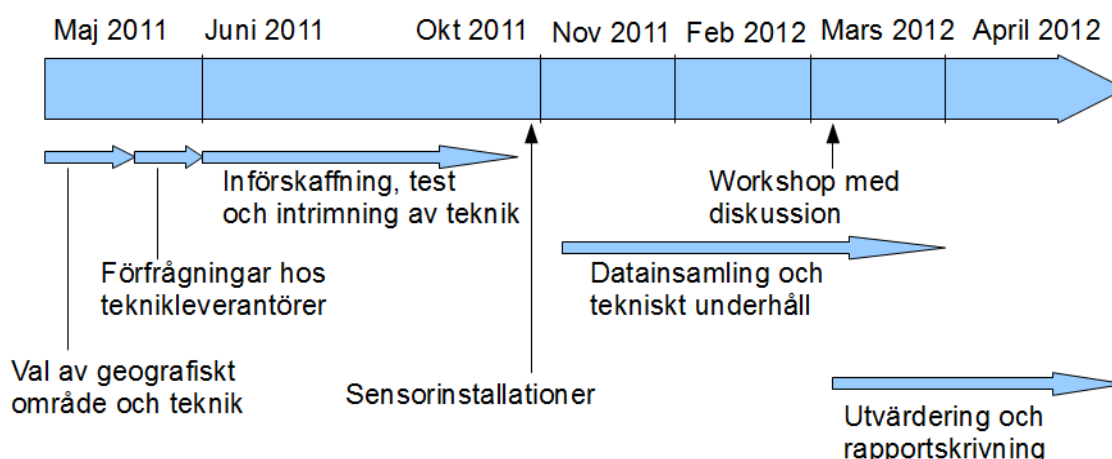 Maj 2011
Juni 2011
Okt 2011
Nov 2011
Feb 2012
Mars 2012
April 2012
Införskaffning, test
och intrimning av teknik
Workshop med
diskussion
Förfrågningar hos
teknikleverantörer
Datainsamling och
tekniskt underhåll
Val av geografiskt
område och teknik
Sensorinstallationer
Utvärdering och
rapportskrivning